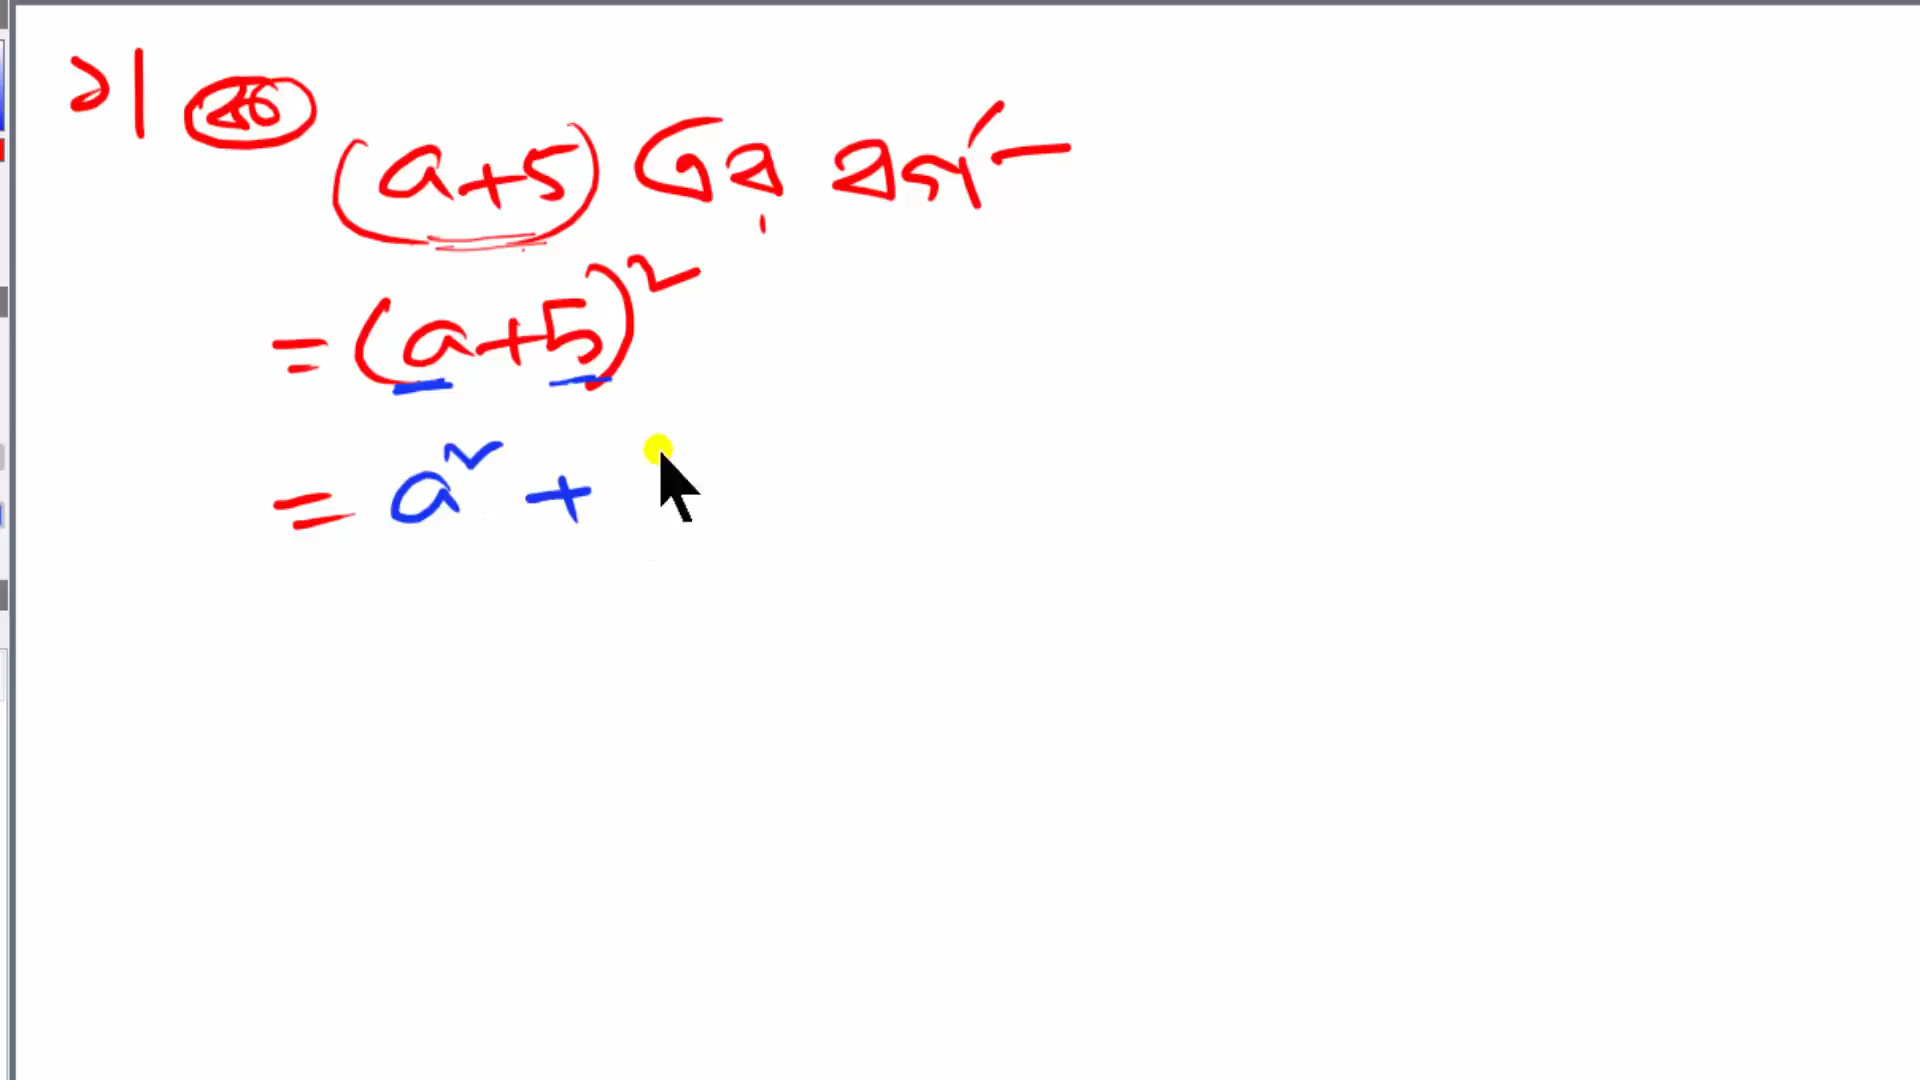 ১। ক
(a+5) এর বর্গ —
= (a+5)²
= a² +